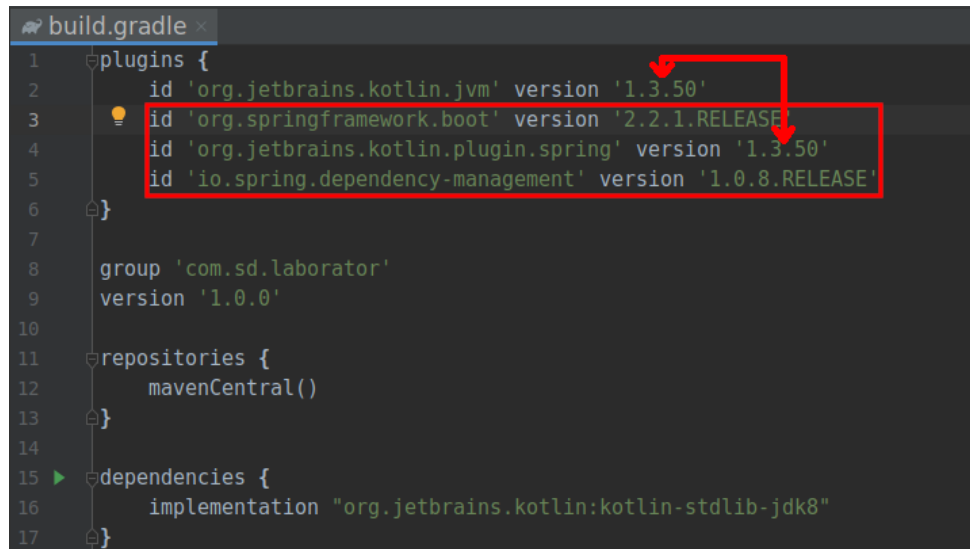 build.gradle ×
1 plugins {
2 id 'org.jetbrains.kotlin.jvm' version '1.3.50'
3 id 'org.springframework.boot' version '2.2.1.RELEASE'
4 id 'org.jetbrains.kotlin.plugin.spring' version '1.3.50'
5 id 'io.spring.dependency-management' version '1.0.8.RELEASE'
6 }
7
8 group 'com.sd.laborator'
9 version '1.0.0'
10
11 repositories {
12 mavenCentral()
13 }
14
15 dependencies {
16 implementation "org.jetbrains.kotlin:kotlin-stdlib-jdk8"
17 }